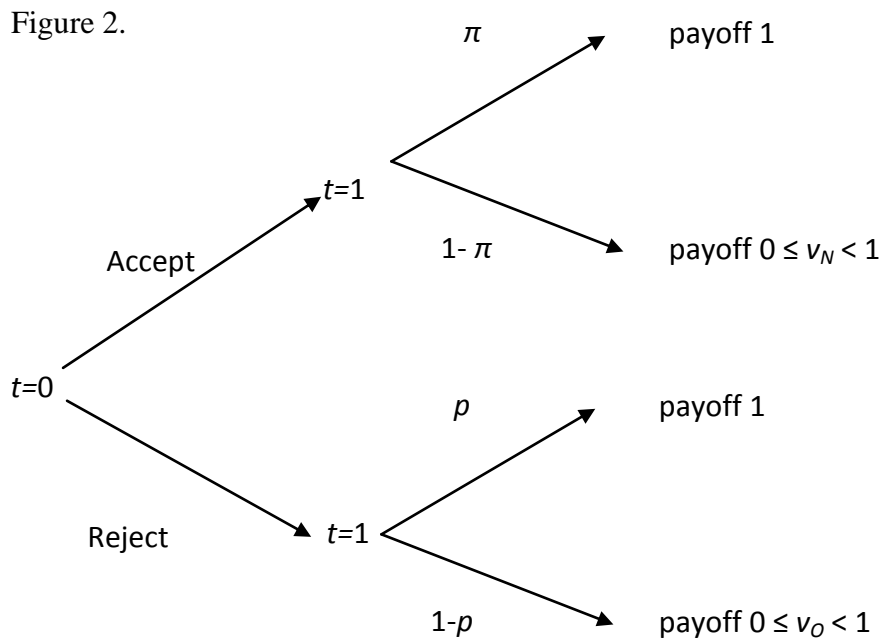 Figure 2.
π payoff 1
t=1
1- π payoff 0 ≤ vN < 1
Accept
t=0
p payoff 1
Reject t=1
1-p payoff 0 ≤ vO < 1